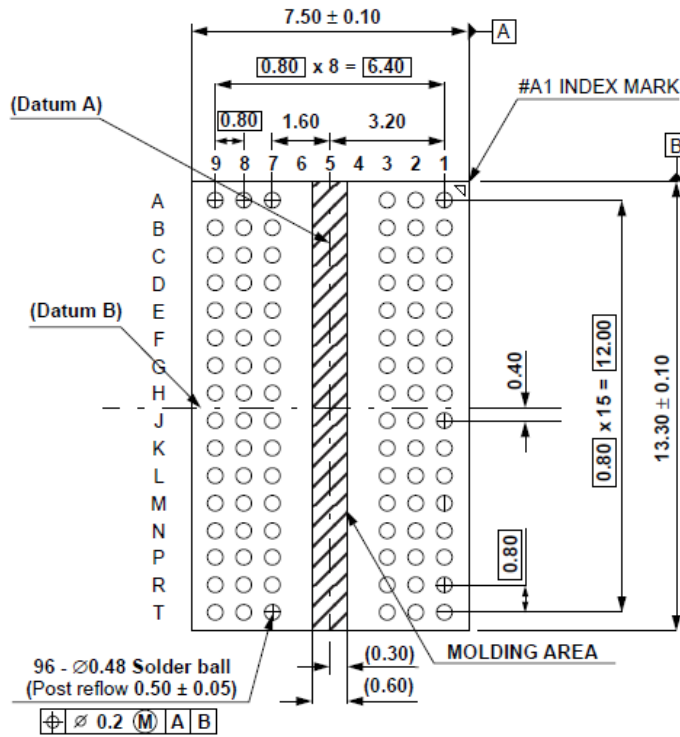 7.50 ± 0.10
A
0.80 x 8 = 6.40
#A1 INDEX MARK
(Datum A)
0.80 1.60 3.20
B
9 8 7 6 5 4 3 2 1
A
B
C
D
E
(Datum B)
F
G
H
J
K
L
M
N
P
R
T
0.40
0.80 x 15 = 12.00
13.30 ± 0.10
0.80
MOLDING AREA
(0.30)
(0.60)
96 - Ø0.48 Solder ball
(Post reflow 0.50 ± 0.05)
⌖ ⌀ 0.2 Ⓜ A B